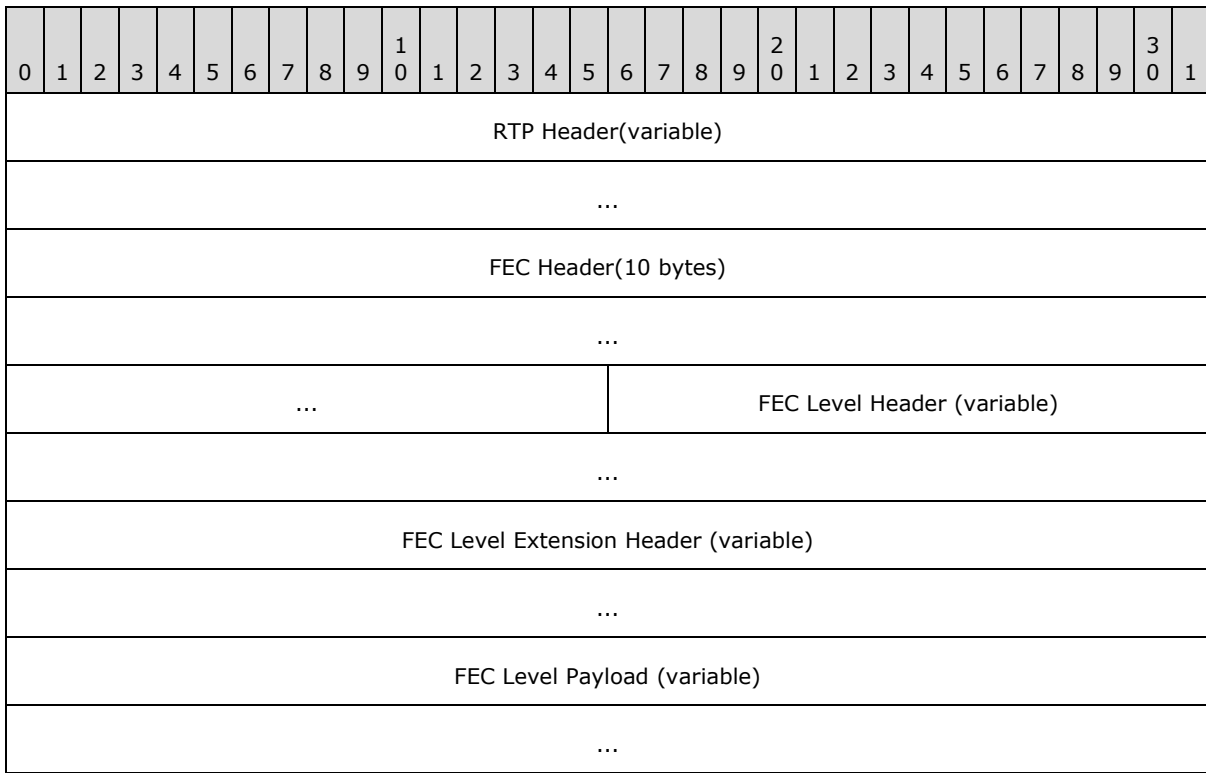 1 2 3
0 1 2 3 4 5 6 7 8 9 0 1 2 3 4 5 6 7 8 9 0 1 2 3 4 5 6 7 8 9 0 1
RTP Header(variable)
...
FEC Header(10 bytes)
...
... FEC Level Header (variable)
...
FEC Level Extension Header (variable)
...
FEC Level Payload (variable)
...